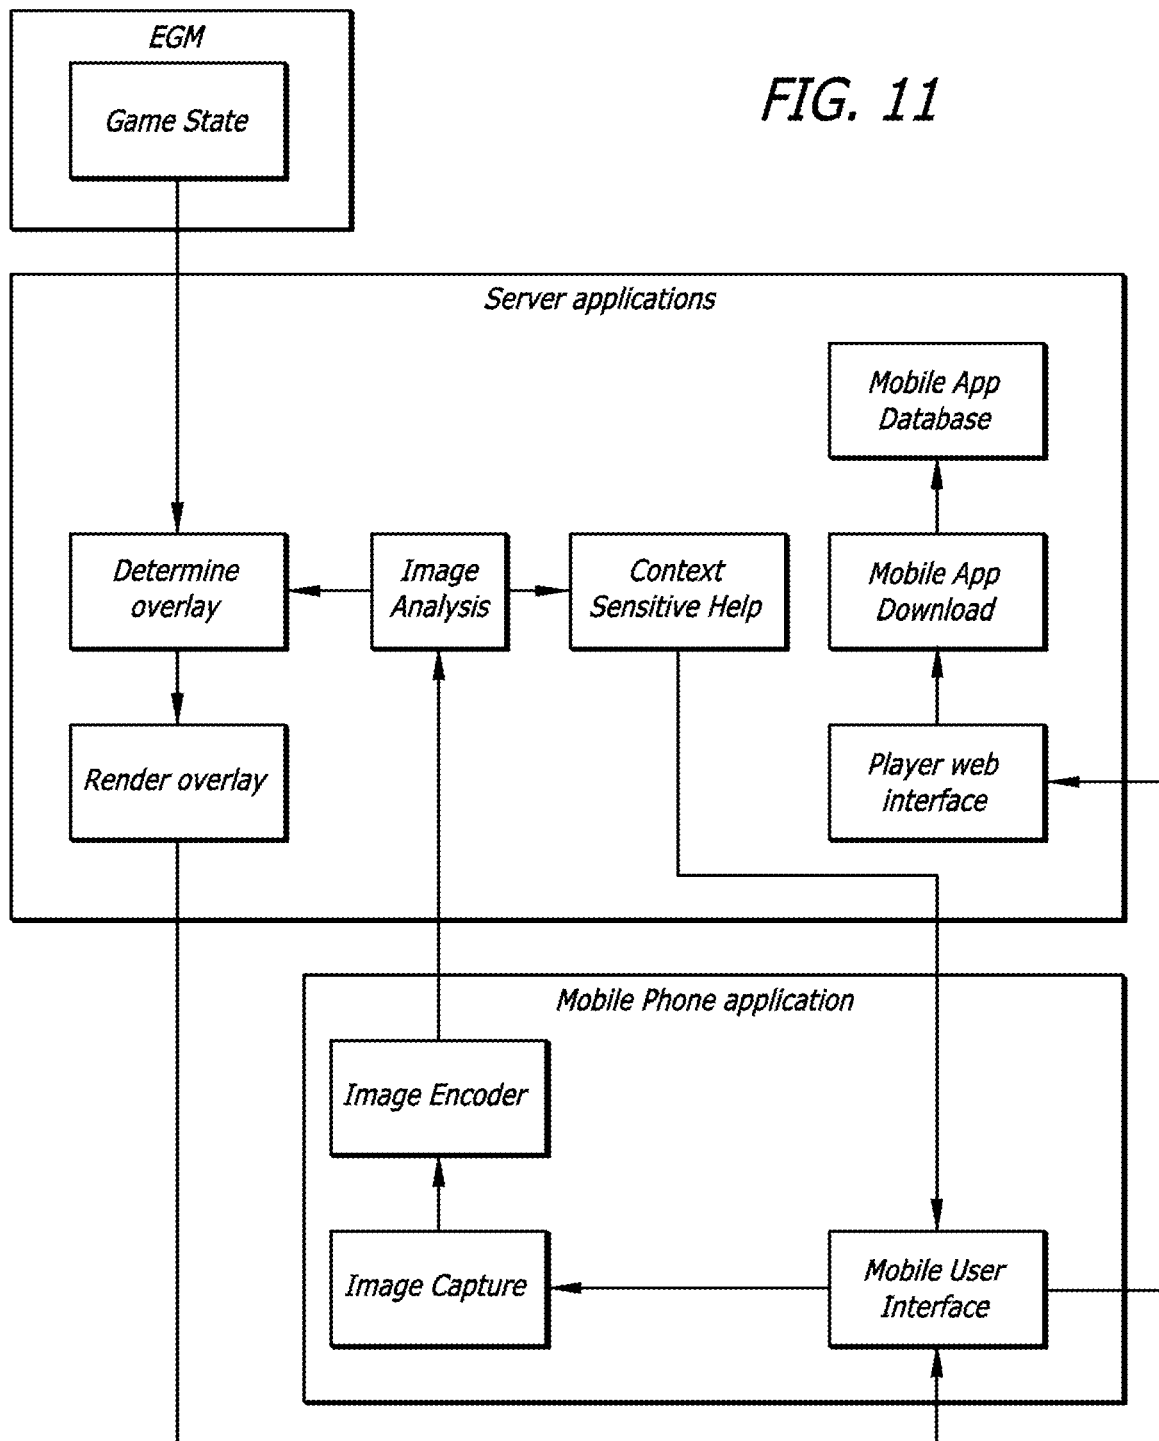 EGM
Game State
FIG. 11
Server applications
Mobile App
Database
Determine
overlay
Image
Analysis
Context
Sensitive Help
Mobile App
Download
Render overlay
Player web
interface
Mobile Phone application
Image Encoder
Image Capture
Mobile User
Interface